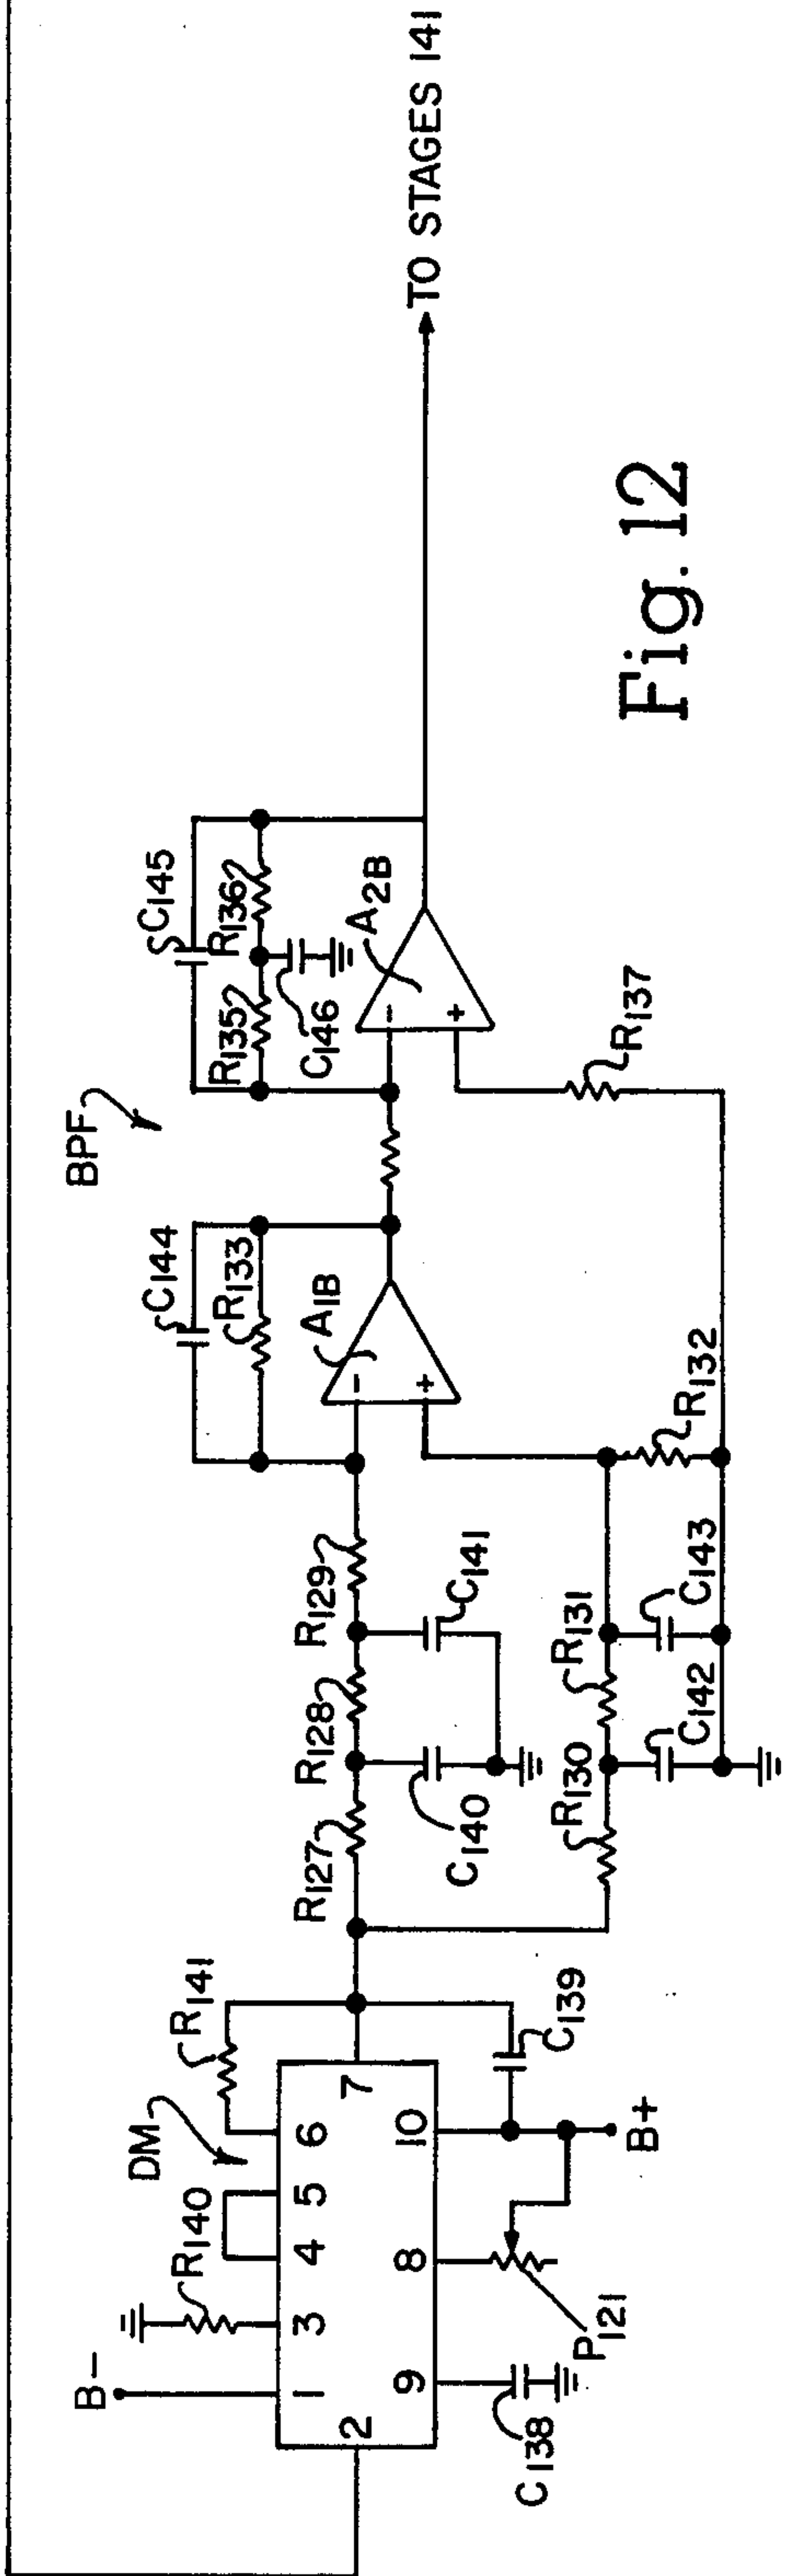 B-
R140
DM
R141
1
3
4
5
6
2
7
9
8
10
C138
P121
B+
C139
R127
R128
R129
C140
C141
R130
R131
C142
C143
R132
C144
R133
A1B
-
+
BPF
C145
R135
R136
C146
A2B
-
+
R137
TO STAGES 141
Fig. 12